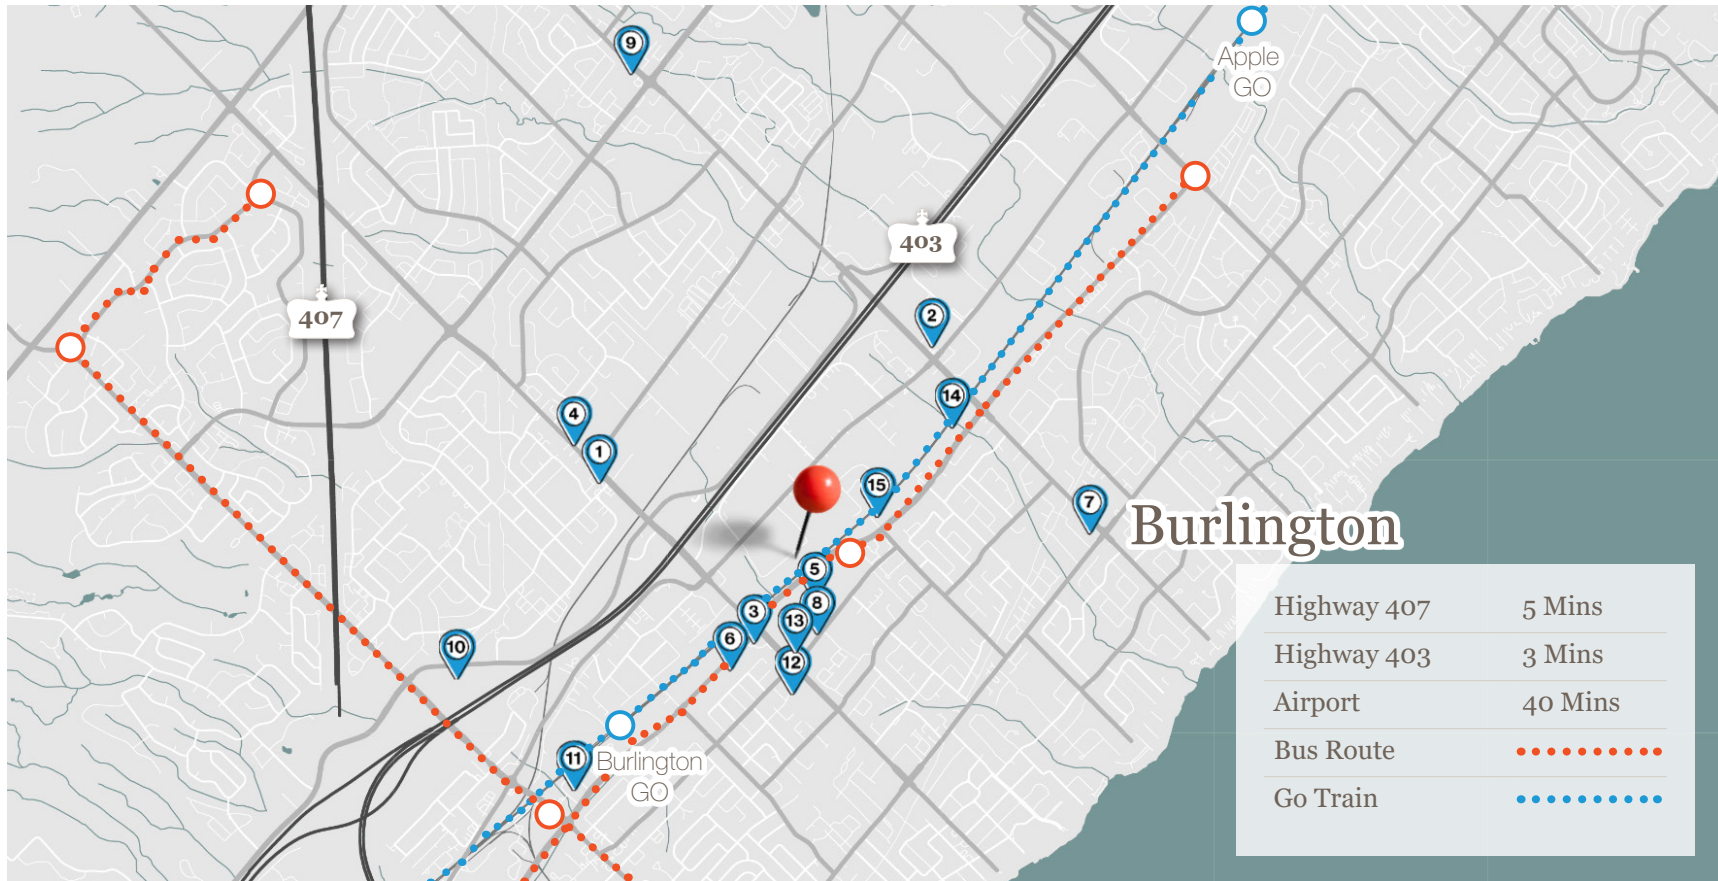 9
Apple
GO
403
407
2
14
4
1
15
7
Burlington
5
8
3
13
6
10
12
11
Burlington
GO
Highway 407 5 Mins
Highway 403 3 Mins
Airport 40 Mins
Bus Route
Go Train